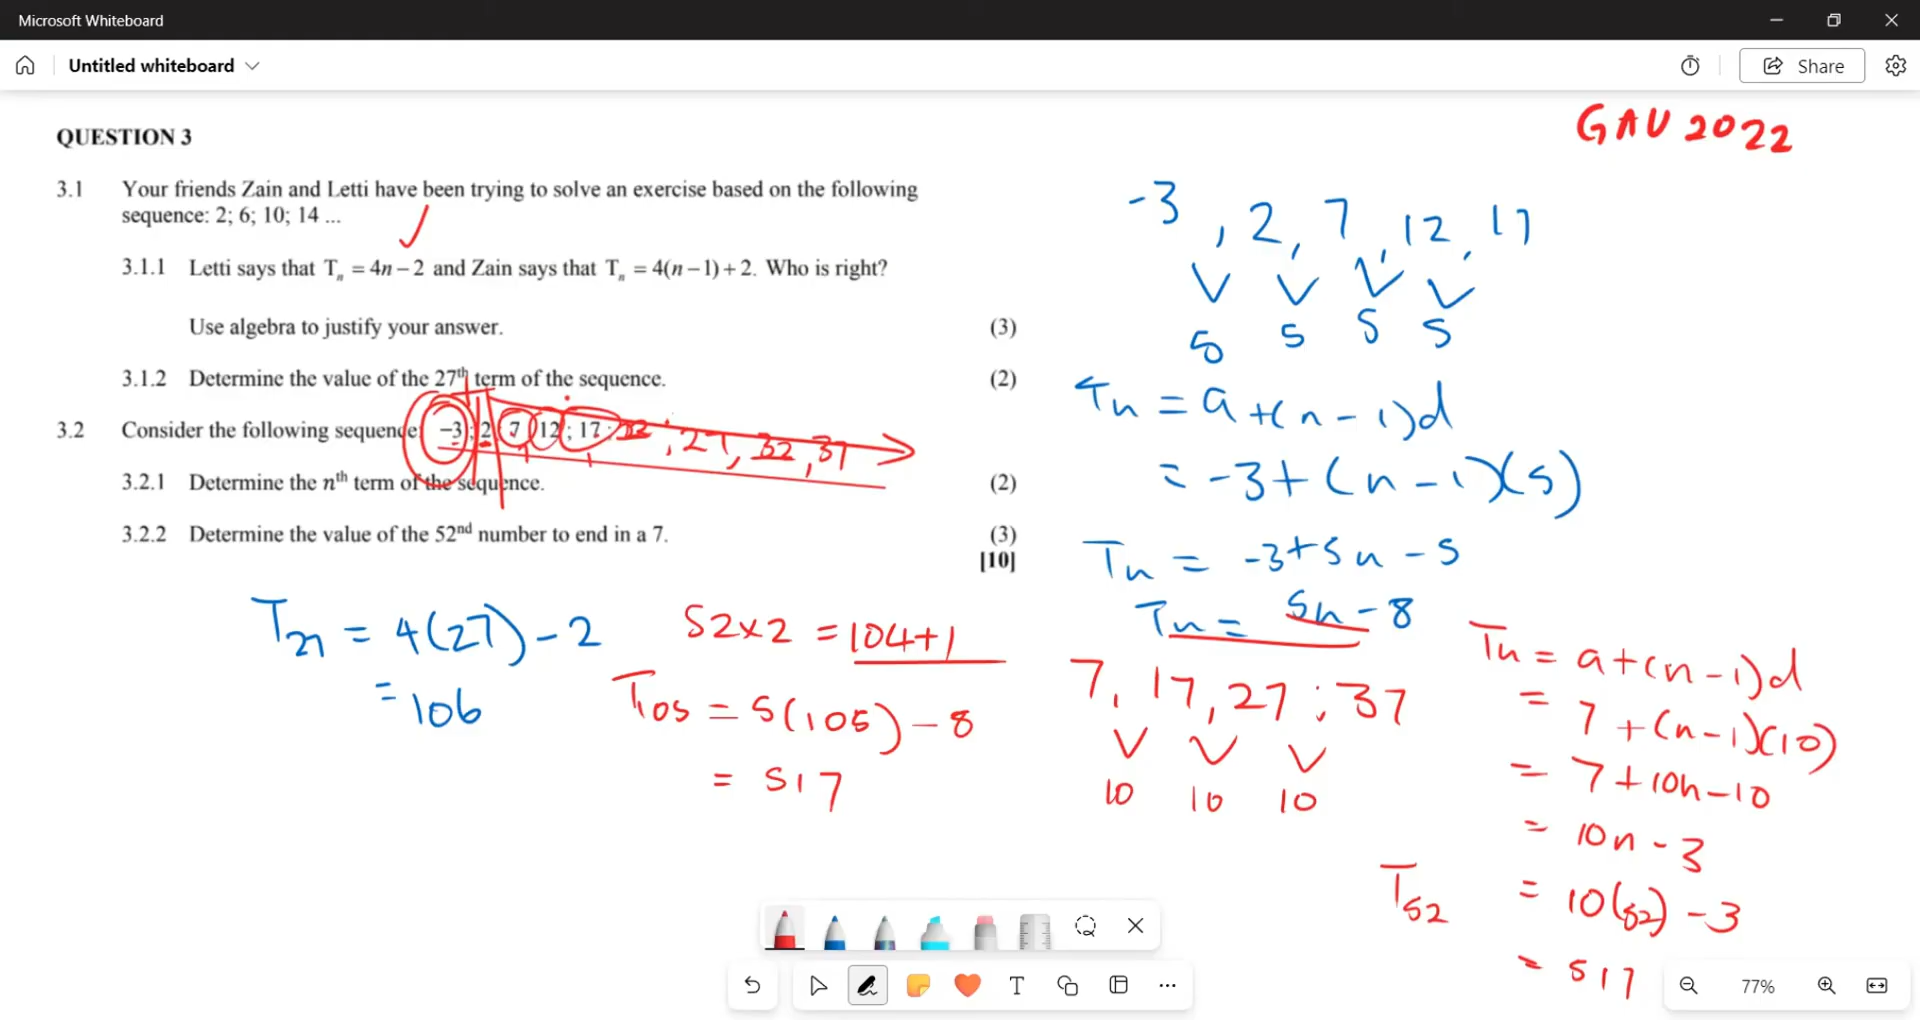 Microsoft Whiteboard
Untitled whiteboard
Share
GAU 2022
QUESTION 3
3.1 Your friends Zain and Letti have been trying to solve an exercise based on the following
sequence: 2; 6; 10; 14 ...
3.1.1 Letti says that Tₙ = 4n – 2 and Zain says that Tₙ = 4(n – 1) + 2. Who is right?
Use algebra to justify your answer. (3)
3.1.2 Determine the value of the 27th term of the sequence. (2)
3.2 Consider the following sequence: –3; 2; 7; 12; 17; 22; 27, 32, 37
3.2.1 Determine the nth term of the sequence. (2)
3.2.2 Determine the value of the 52nd number to end in a 7. (3)
[10]
-3, 2, 7, 12, 17
5 5 5 5
Tn = a+(n-1)d
= -3+(n-1)(5)
Tn = -3+5n-5
Tn = 5n-8
T27 = 4(27)-2
= 106
52x2 = 104+1
T105 = 5(105)-8
= 517
7, 17, 27; 37
10 10 10
Tn = a+(n-1)d
= 7+(n-1)(10)
= 7+10n-10
= 10n-3
T52 = 10(52)-3
= 517
77%